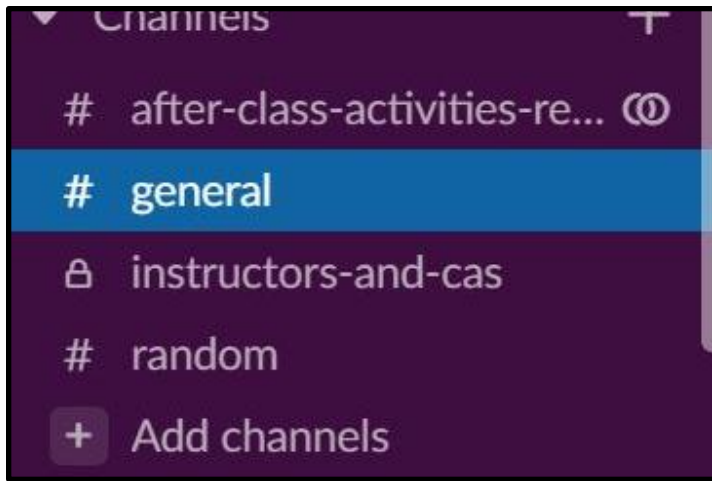 Channels
# after-class-activities-re...
# general
instructors-and-cas
# random
+ Add channels